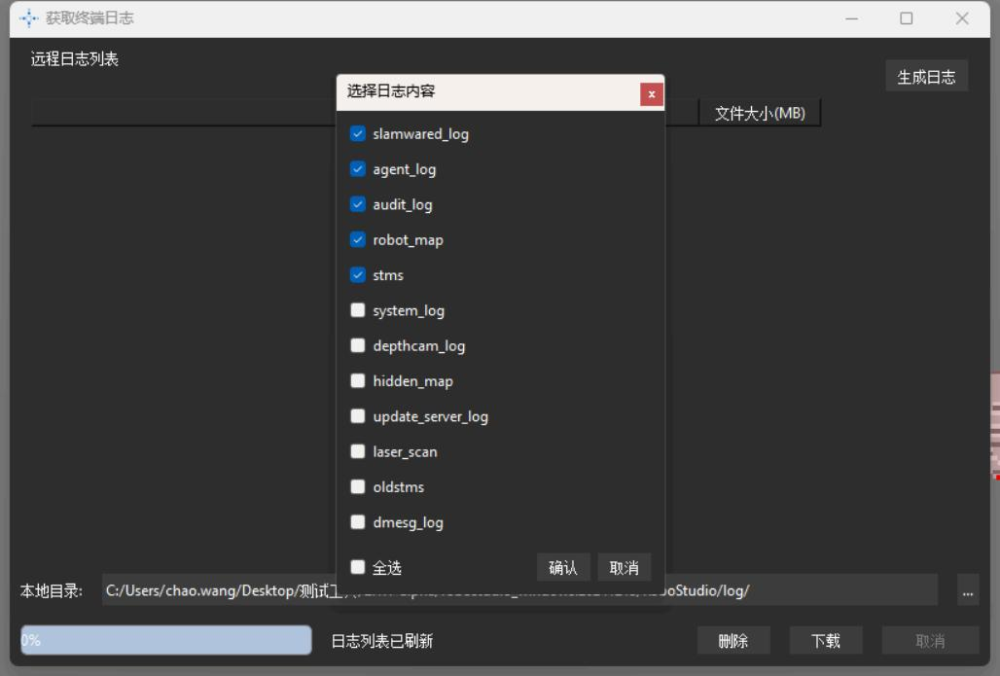 获取终端日志
远程日志列表
生成日志
文件大小(MB)
选择日志内容
x
slamwared_log
agent_log
audit_log
robot_map
stms
system_log
depthcam_log
hidden_map
update_server_log
laser_scan
oldstms
dmesg_log
全选
确认 取消
本地目录: C:/Users/chao.wang/Desktop/测试工 oStudio/log/ ...
0% 日志列表已刷新 删除 下载 取消